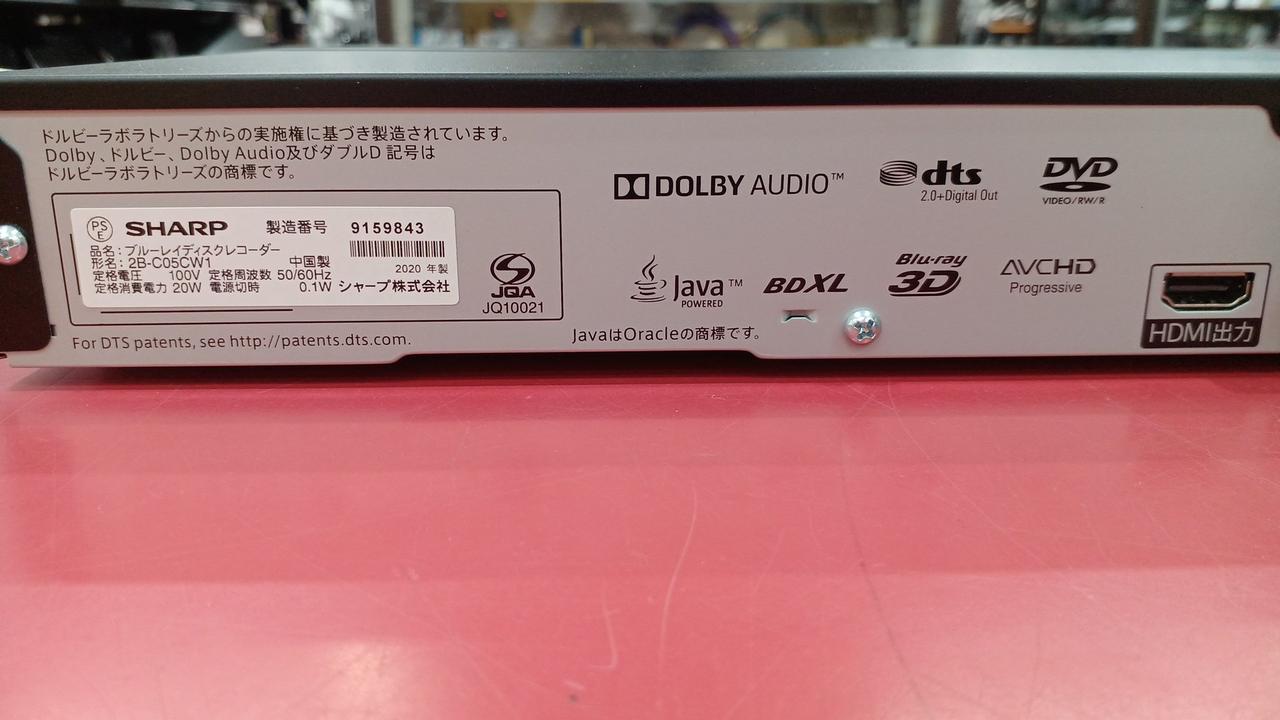 ドルビーラボラトリーズからの実施権に基づき製造されています。
Dolby、ドルビー、Dolby Audio及びダブルD 記号は
ドルビーラボラトリーズの商標です。
PS
E
SHARP 製造番号 9159843
品名：ブルーレイディスクレコーダー
形名：2B-C05CW1 中国製
2020 年製
定格電圧 100V 定格周波数 50/60Hz
定格消費電力 20W 電源切時 0.1W シャープ株式会社
JQA
JQ10021
For DTS patents, see http://patents.dts.com.
DOLBY AUDIO™
dts
2.0+Digital Out
DVD
VIDEO/RW/R
Java™
POWERED
BDXL
Blu-ray
3D
AVCHD
Progressive
JavaはOracleの商標です。
HDMI出力